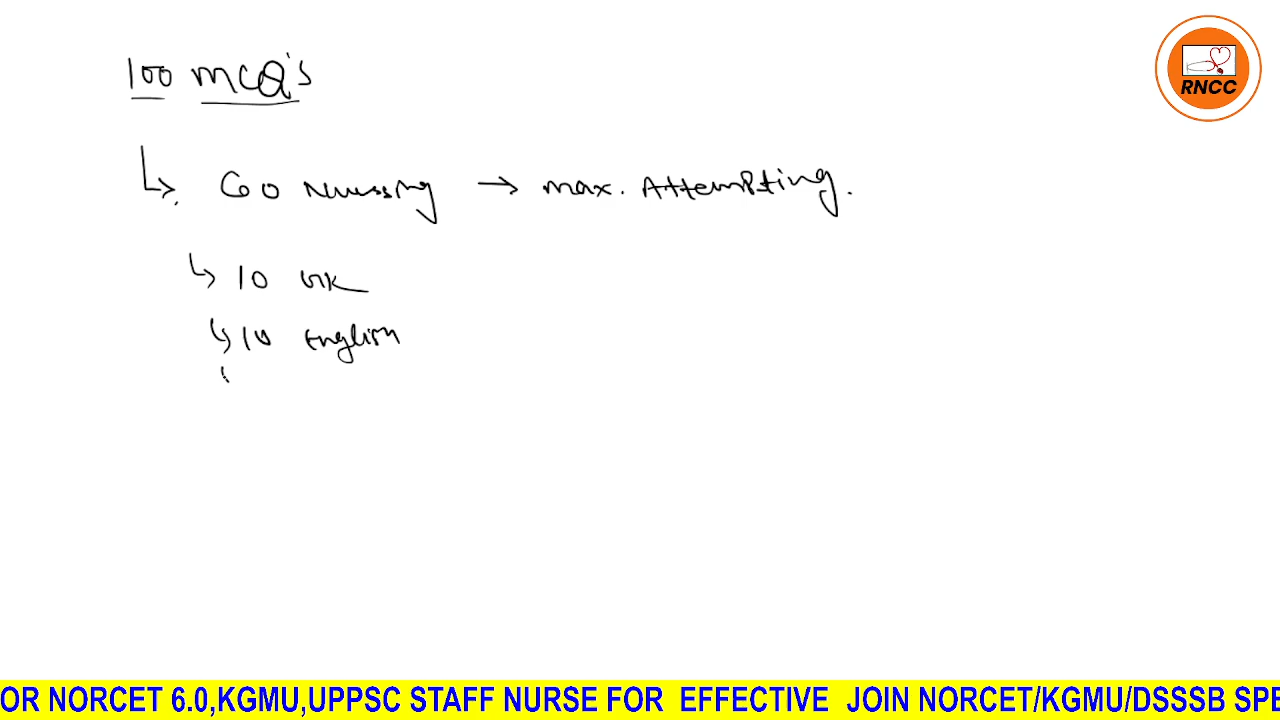 100 MCQ's
RNCC
60 Nursing → max. Attempting.
10 GK
10 English
OR NORCET 6.0,KGMU,UPPSC STAFF NURSE FOR EFFECTIVE JOIN NORCET/KGMU/DSSSB SPE